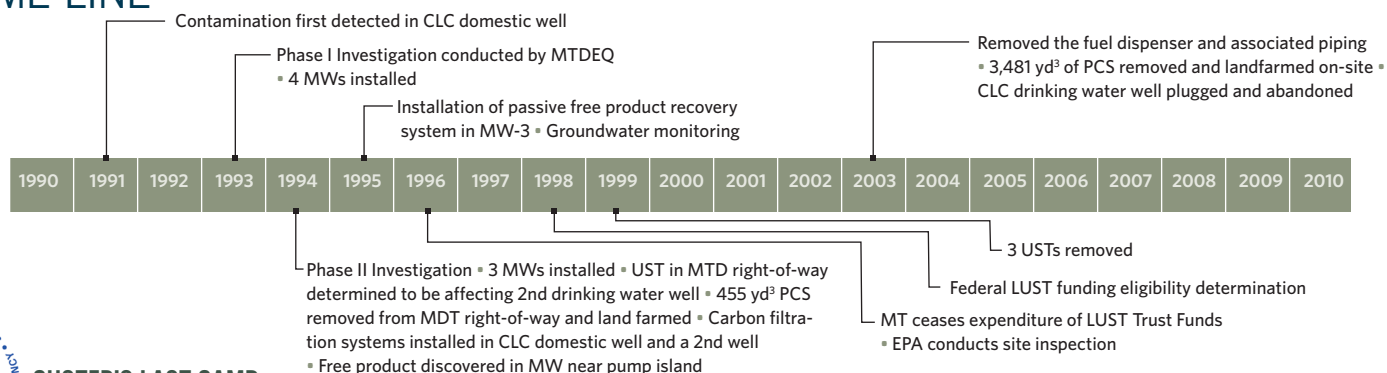 ME LINE
Contamination first detected in CLC domestic well
Phase I Investigation conducted by MTDEQ
▪ 4 MWs installed
Installation of passive free product recovery
system in MW-3 ▪ Groundwater monitoring
Removed the fuel dispenser and associated piping
▪ 3,481 yd³ of PCS removed and landfarmed on-site ▪
CLC drinking water well plugged and abandoned
1990 1991 1992 1993 1994 1995 1996 1997 1998 1999 2000 2001 2002 2003 2004 2005 2006 2007 2008 2009 2010
Phase II Investigation ▪ 3 MWs installed ▪ UST in MTD right-of-way
determined to be affecting 2nd drinking water well ▪ 455 yd³ PCS
removed from MDT right-of-way and land farmed ▪ Carbon filtra-
tion systems installed in CLC domestic well and a 2nd well
▪ Free product discovered in MW near pump island
3 USTs removed
Federal LUST funding eligibility determination
MT ceases expenditure of LUST Trust Funds
▪ EPA conducts site inspection